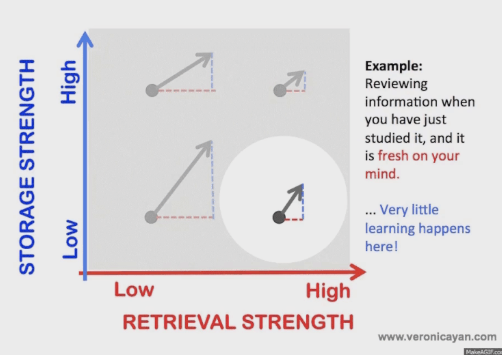 STORAGE STRENGTH
High
Low
Low
High
RETRIEVAL STRENGTH
Example:
Reviewing
information when
you have just
studied it, and it
is fresh on your
mind.
... Very little
learning happens
here!
www.veronicayan.com
MakeAGIF.com